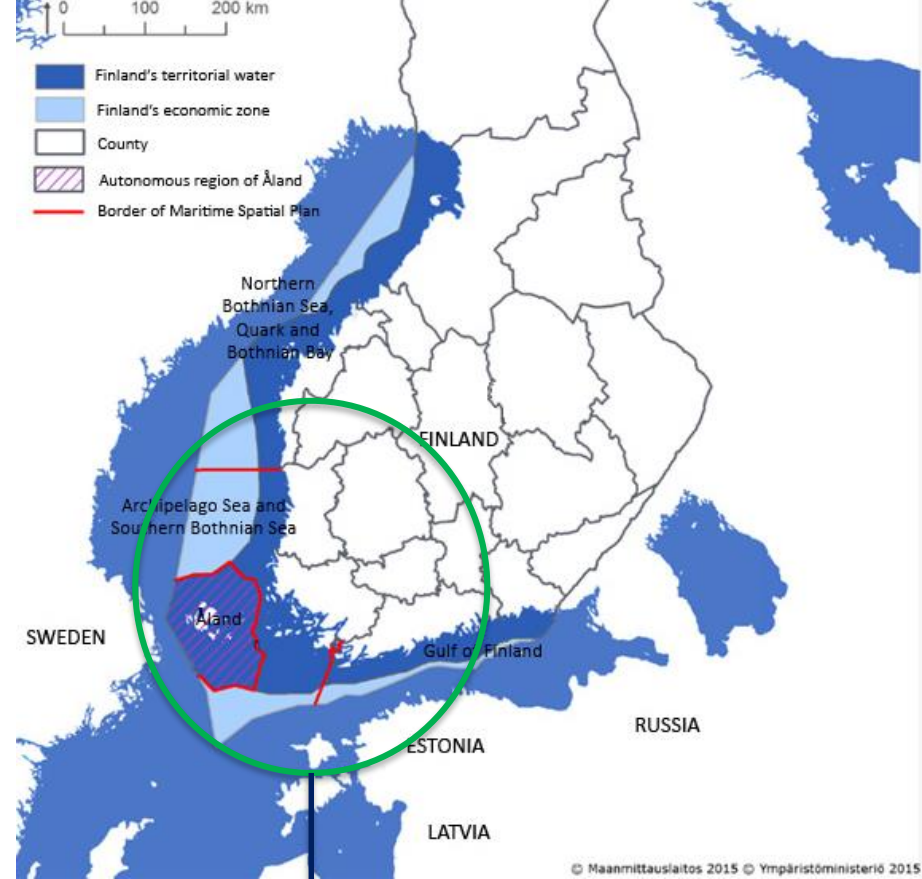 0 100 200 km
Finland's territorial water
Finland's economic zone
County
Autonomous region of Åland
Border of Maritime Spatial Plan
Northern
Bothnian Sea,
Quark and
Bothnian Bay
FINLAND
Archipelago Sea and
Southern Bothnian Sea
Åland
SWEDEN
Gulf of Finland
RUSSIA
ESTONIA
LATVIA
© Maanmittauslaitos 2015 © Ympäristöministeriö 2015